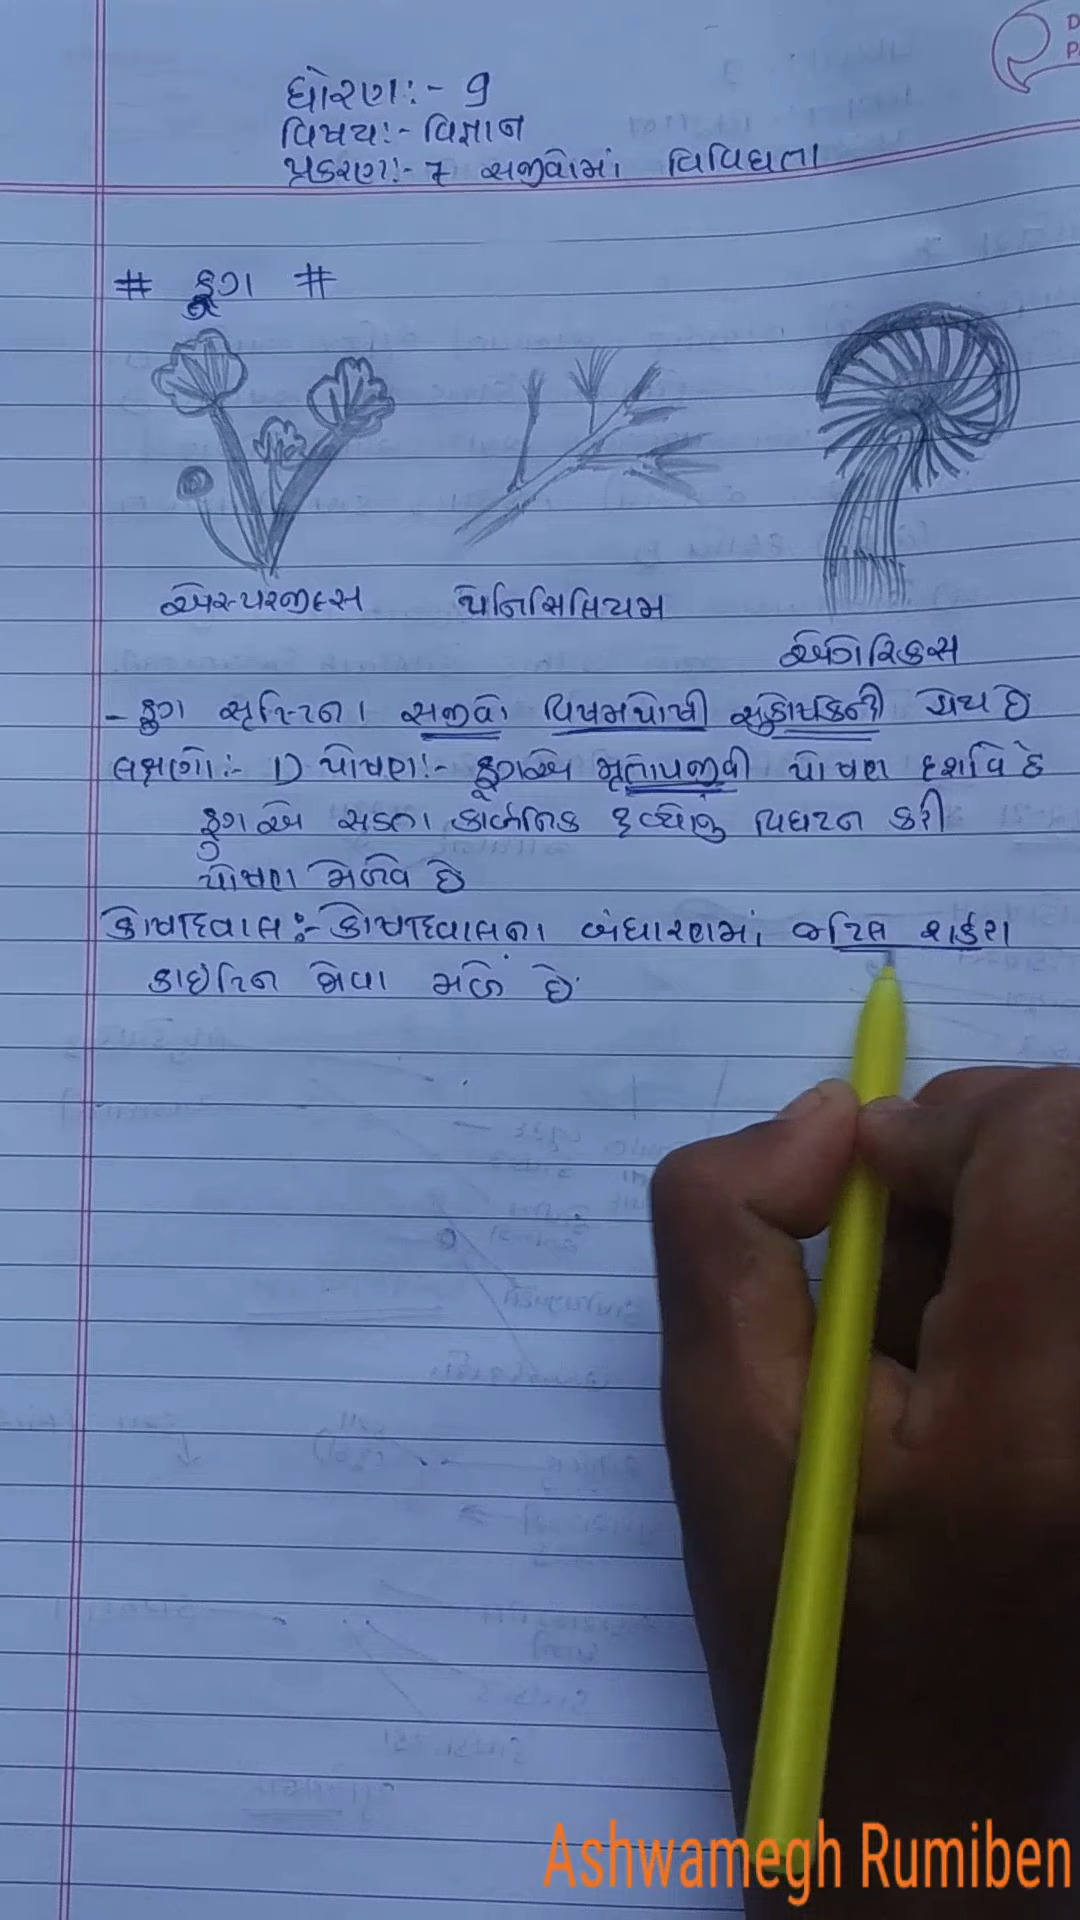 ધોરણ:- 9
વિષય:- વિજ્ઞાન
પ્રકરણ:- 7 સજીવોમાં વિવિધતા
# ફૂગ #
એસ્પરજીલસ પેનિસિલિયમ
એગેરિકસ
- ફુગ સૃષ્ટિના સજીવો વિષમપોષી સુકોષકેન્દ્રી હોય છે
લક્ષણો:- 1) પોષણ:- ફૂગએ મૃતોપજીવી પોષણ દર્શાવે છે
ફુગ એ સડતા કાર્બનિક દ્રવ્યોનું વિઘટન કરી
પોષણ મેળવે છે
કોષદિવાલ:- કોષદિવાલના બંધારણમાં જટિલ શર્કરા
કાઇટિન જોવા મળે છે
Ashwamegh Rumiben